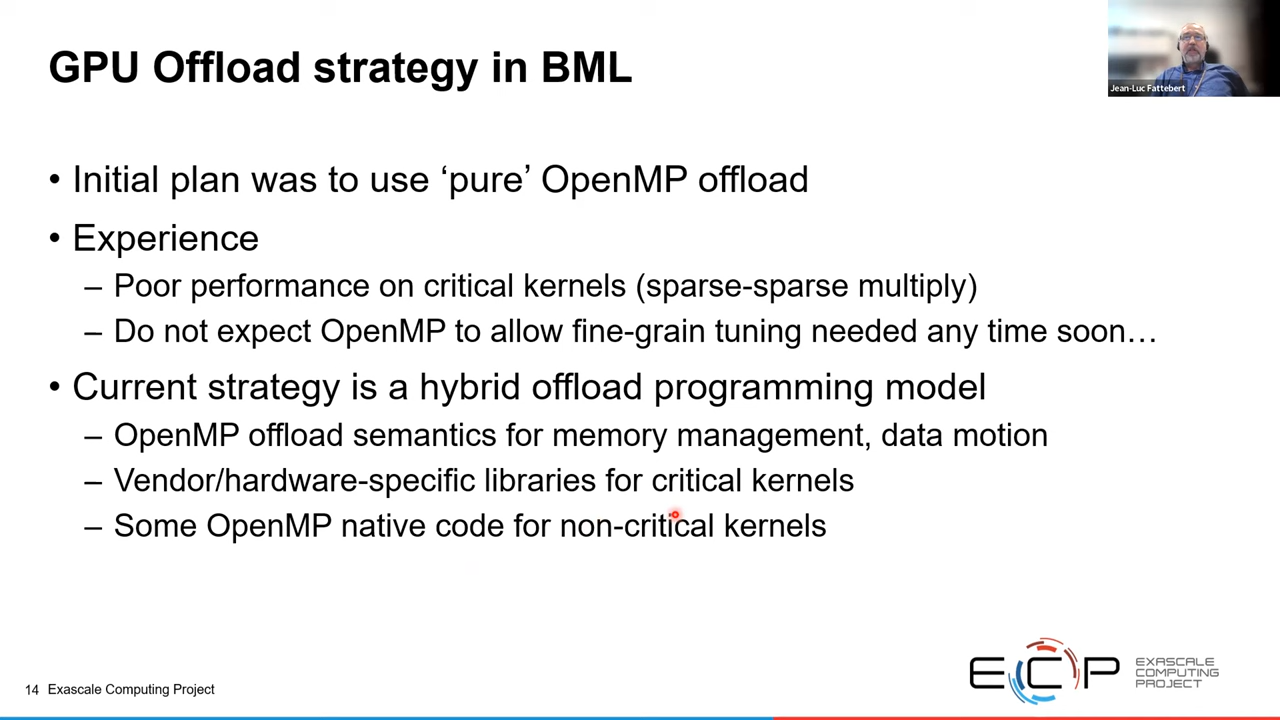 GPU Offload strategy in BML
Jean-Luc Fattebert
• Initial plan was to use ‘pure’ OpenMP offload
• Experience
– Poor performance on critical kernels (sparse-sparse multiply)
– Do not expect OpenMP to allow fine-grain tuning needed any time soon…
• Current strategy is a hybrid offload programming model
– OpenMP offload semantics for memory management, data motion
– Vendor/hardware-specific libraries for critical kernels
– Some OpenMP native code for non-critical kernels
14 Exascale Computing Project
ECP
EXASCALE
COMPUTING
PROJECT